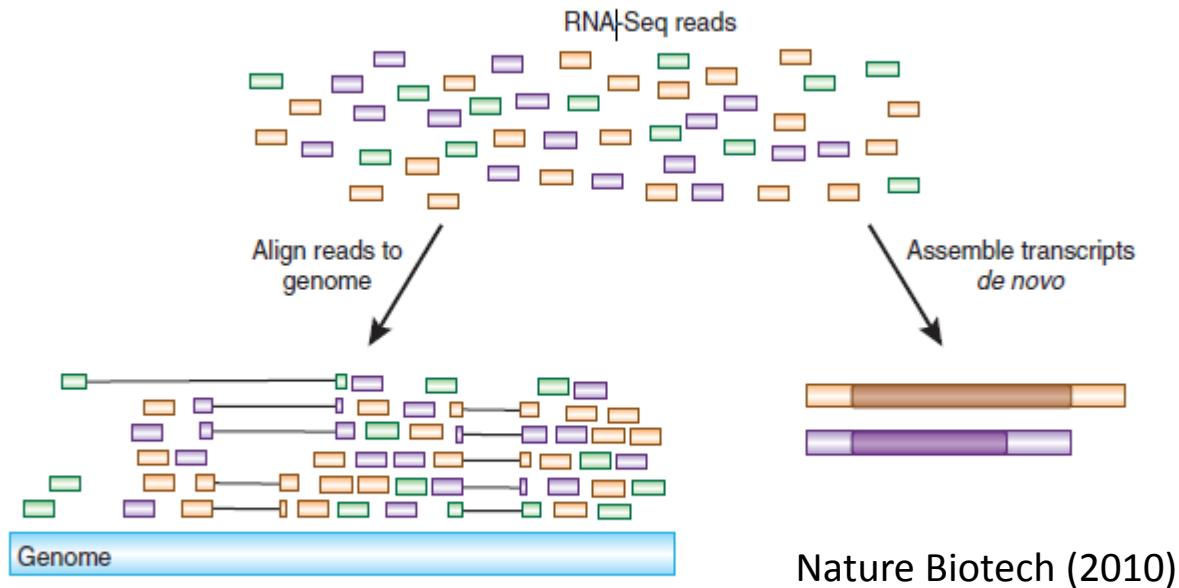 RNA-Seq reads
Align reads to
genome
Assemble transcripts
de novo
Genome
Nature Biotech (2010)